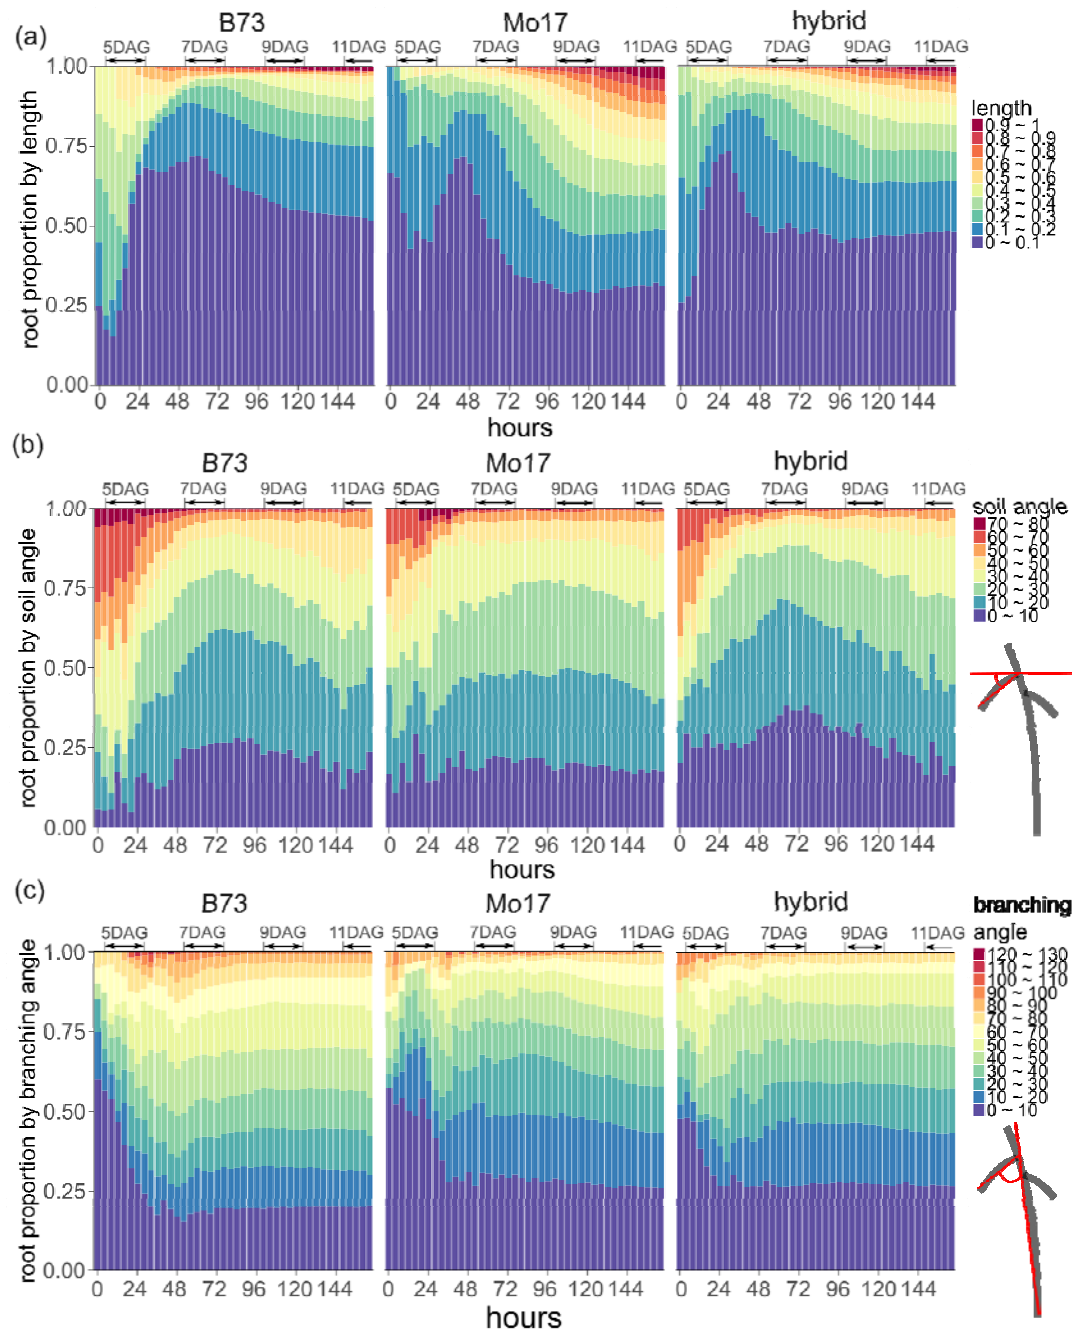 (a)
B73 Mo17 hybrid
5DAG 7DAG 9DAG 11DAG 5DAG 7DAG 9DAG 11DAG 5DAG 7DAG 9DAG 11DAG
root proportion by length
1.00
0.75
0.50
0.25
0.00
length
0.9 ~ 1
0.8 ~ 0.9
0.7 ~ 0.8
0.6 ~ 0.7
0.5 ~ 0.6
0.4 ~ 0.5
0.3 ~ 0.4
0.2 ~ 0.3
0.1 ~ 0.2
0 ~ 0.1
0 24 48 72 96 120 144 0 24 48 72 96 120 144 0 24 48 72 96 120 144
hours
(b)
B73 Mo17 hybrid
5DAG 7DAG 9DAG 11DAG 5DAG 7DAG 9DAG 11DAG 5DAG 7DAG 9DAG 11DAG
root proportion by soil angle
1.00
0.75
0.50
0.25
0.00
soil angle
70 ~ 80
60 ~ 70
50 ~ 60
40 ~ 50
30 ~ 40
20 ~ 30
10 ~ 20
0 ~ 10
0 24 48 72 96 120 144 0 24 48 72 96 120 144 0 24 48 72 96 120 144
hours
(c)
B73 Mo17 hybrid
5DAG 7DAG 9DAG 11DAG 5DAG 7DAG 9DAG 11DAG 5DAG 7DAG 9DAG 11DAG
root proportion by branching angle
1.00
0.75
0.50
0.25
0.00
branching
angle
120 ~ 130
110 ~ 120
100 ~ 110
90 ~ 100
80 ~ 90
70 ~ 80
60 ~ 70
50 ~ 60
40 ~ 50
30 ~ 40
20 ~ 30
10 ~ 20
0 ~ 10
0 24 48 72 96 120 144 0 24 48 72 96 120 144 0 24 48 72 96 120 144
hours